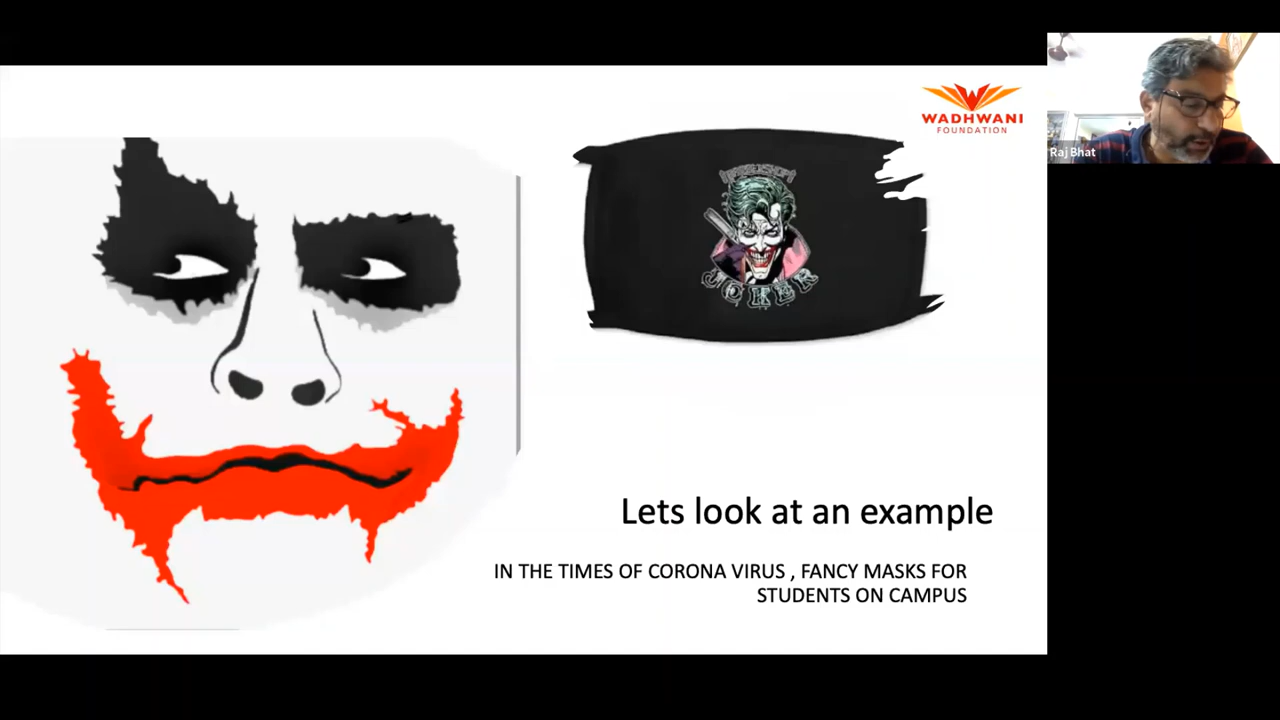 WADHWANI
FOUNDATION
Raj Bhat
JOKER
Lets look at an example
IN THE TIMES OF CORONA VIRUS , FANCY MASKS FOR
STUDENTS ON CAMPUS